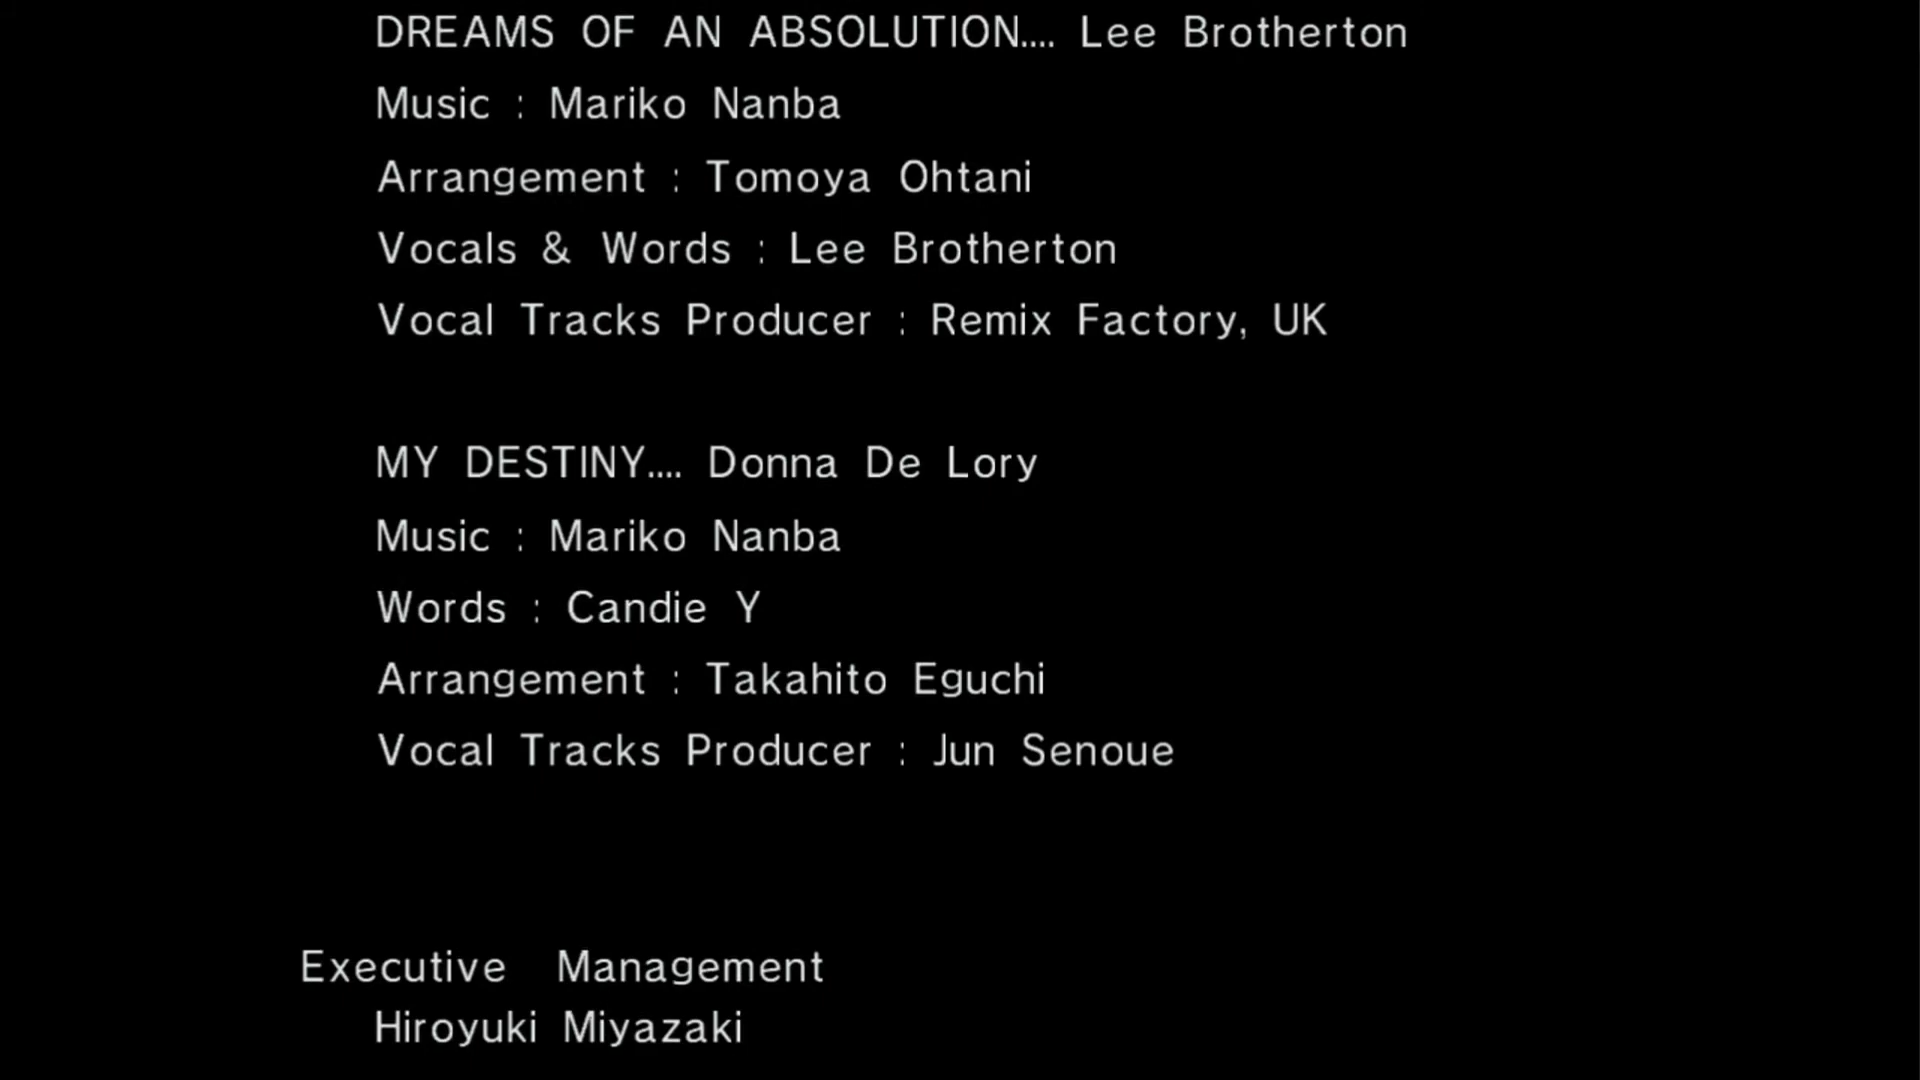 DREAMS OF AN ABSOLUTION.... Lee Brotherton
Music : Mariko Nanba
Arrangement : Tomoya Ohtani
Vocals & Words : Lee Brotherton
Vocal Tracks Producer : Remix Factory, UK
MY DESTINY.... Donna De Lory
Music : Mariko Nanba
Words : Candie Y
Arrangement : Takahito Eguchi
Vocal Tracks Producer : Jun Senoue
Executive Management
Hiroyuki Miyazaki